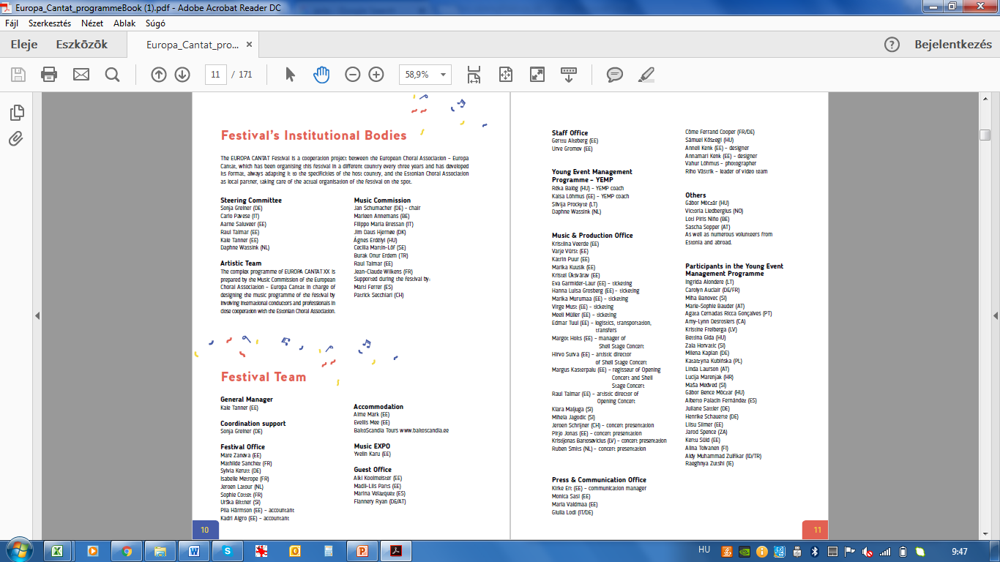 Europa_Cantat_programmeBook (1).pdf - Adobe Acrobat Reader DC
Fájl Szerkesztés Nézet Ablak Súgó
Eleje Eszközök Europa_Cantat_pro... × Bejelentkezés
11 / 171 58,9%
Festival's Institutional Bodies
The EUROPA CANTAT Festival is a cooperation project between the European Choral Association – Europa
Cantat, which has been organising this festival in a different country every three years and has developed
its format, always adapting it to the specificities of the host country, and the Estonian Choral Association
as local partner, taking care of the actual organisation of the festival on the spot.
Steering Committee
Sonja Greiner (DE)
Carlo Pavese (IT)
Aarne Saluveer (EE)
Raul Talmar (EE)
Kale Tanner (EE)
Daphne Wassink (NL)
Artistic Team
The complex programme of EUROPA CANTAT XX is
prepared by the Music Commission of the European
Choral Association – Europa Cantat in charge of
designing the music programme of the festival by
involving international conductors and professionals in
close cooperation with the Estonian Choral Association.
Music Commission
Jan Schumacher (DE) – chair
Marleen Annemans (BE)
Filippo Maria Bressan (IT)
Jim Daus Hjernøe (DK)
Ágnes Erdélyi (HU)
Cecilia Martin-Löf (SE)
Burak Onur Erdem (TR)
Raul Talmar (EE)
Jean-Claude Wilkens (FR)
Supported during the festival by:
Martí Ferrer (ES)
Patrick Secchiari (CH)
Festival Team
General Manager
Kale Tanner (EE)
Coordination support
Sonja Greiner (DE)
Festival Office
Mare Zaneva (EE)
Mathilde Sanchez (FR)
Sylvia Kerutt (DE)
Isabelle Métrope (FR)
Jeroen Latour (NL)
Sophie Cottet (FR)
Urška Bittner (SI)
Piia Härmson (EE) – accountant
Kadri Aigro (EE) – accountant
Accommodation
Aime Mark (EE)
Evellis Mee (EE)
BaltoScandia Tours www.baltoscandia.ee
Music EXPO
Yvelin Karu (EE)
Guest Office
Aiki Koolmeister (EE)
Madli-Liis Parts (EE)
Marina Velazquez (ES)
Flannery Ryan (DE/AT)
10
Staff Office
Gerttu Alteberg (EE)
Urve Gromov (EE)
Young Event Management
Programme – YEMP
Réka Balog (HU) – YEMP coach
Kaisa Lõhmus (EE) – YEMP coach
Silvija Prockytė (LT)
Daphne Wassink (NL)
Music & Production Office
Kristiina Veerde (EE)
Varje Vürst (EE)
Katrin Puur (EE)
Marika Kuusik (EE)
Kristel Üksvärav (EE)
Eva Garmider-Laur (EE) – ticketing
Hanna Luisa Grosberg (EE) – ticketing
Marika Murumaa (EE) – ticketing
Virge Must (EE) – ticketing
Meeli Müller (EE) – ticketing
Edmar Tuul (EE) – logistics, transportation,
transfers
Margot Holts (EE) – manager of
Shell Stage Concert
Hirvo Surva (EE) – artistic director
of Shell Stage Concert
Margus Kasterpalu (EE) – regisseur of Opening
Concert and Shell
Stage Concert
Raul Talmar (EE) – artistic director of
Opening Concert
Klara Maljuga (SI)
Mihela Jagodic (SI)
Jeroen Schrijner (CH) – concert presentation
Pirjo Jonas (EE) – concert presentation
Kristijonas Bartoševičius (LV) – concert presentation
Ruben Smits (NL) – concert presentation
Press & Communication Office
Kirke Ert (EE) – communication manager
Monica Sasi (EE)
Maria Vaidmaa (EE)
Giulia Lodi (IT/DE)
Côme Ferrand Cooper (FR/DE)
Sámuel Kőszegi (HU)
Anneli Kenk (EE) – designer
Annamari Kenk (EE) – designer
Vahur Lõhmus – photographer
Riho Västrik – leader of video team
Others
Gábor Móczár (HU)
Victoria Liedbergius (NO)
Loti Piris Niño (BE)
Sascha Sopper (AT)
As well as numerous volunteers from
Estonia and abroad.
Participants in the Young Event
Management Programme
Ingrida Alonderė (LT)
Carolyn Auclair (DE/FR)
Miha Banovec (SI)
Marie-Sophie Bauder (AT)
Agata Cernadas Ricca Gonçalves (PT)
Amy-Lynn Desrosiers (CA)
Kristīne Freiberga (LV)
Bettina Gida (HU)
Zala Horvatic (SI)
Milena Kaplan (DE)
Katarzyna Kubińska (PL)
Linda Laurson (AT)
Lucija Marenjak (HR)
Maša Medved (SI)
Gábor Bence Móczár (HU)
Alberto Palacín Fernández (ES)
Juliane Sattler (DE)
Henrike Schauerte (DE)
Liisu Slimer (EE)
Jarod Spence (ZA)
Kertu Süld (EE)
Alina Tolvanen (FI)
Aldy Muhammad Zulfikar (ID/TR)
Raeghnya Zutshi (IE)
11
HU 9:47